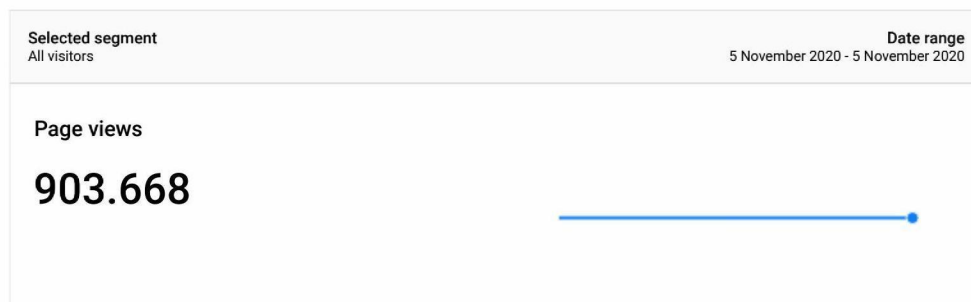 Selected segment
All visitors
Date range
5 November 2020 - 5 November 2020
Page views
903.668